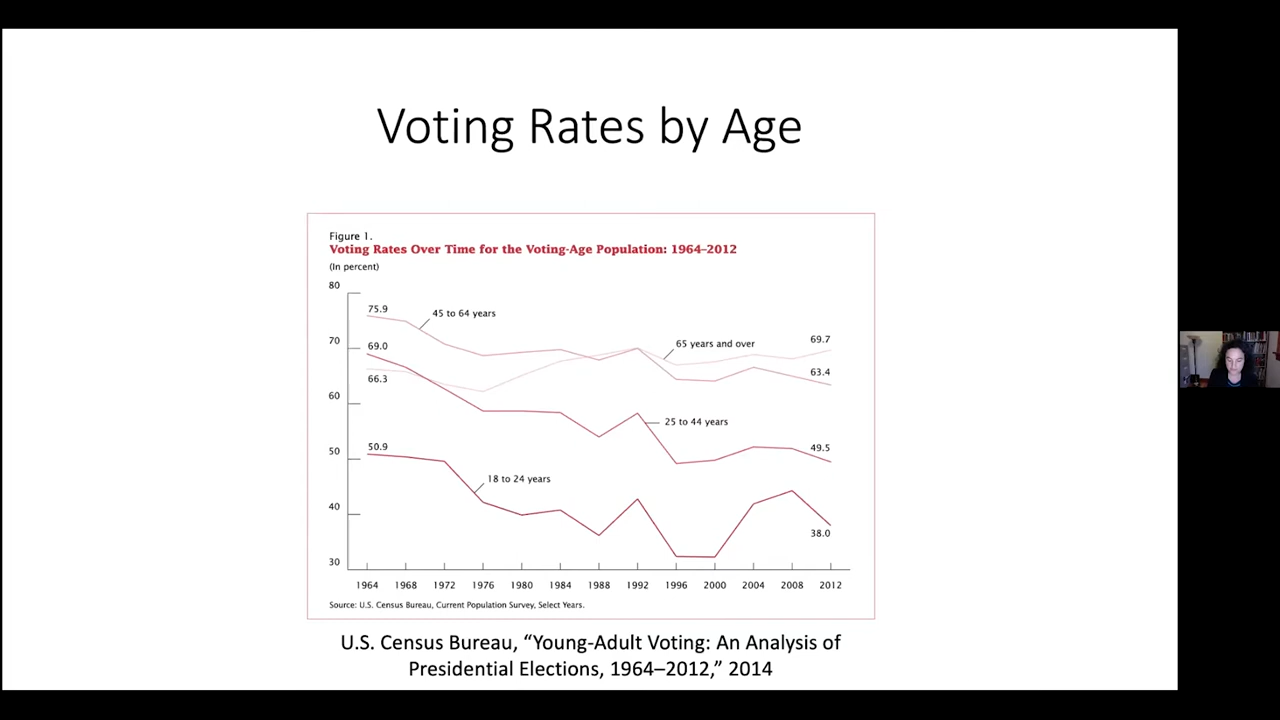 Voting Rates by Age
Figure 1.
Voting Rates Over Time for the Voting-Age Population: 1964–2012
(In percent)
80
75.9
45 to 64 years
70
69.0
66.3
65 years and over
69.7
63.4
60
25 to 44 years
50
50.9
49.5
18 to 24 years
40
38.0
30
1964 1968 1972 1976 1980 1984 1988 1992 1996 2000 2004 2008 2012
Source: U.S. Census Bureau, Current Population Survey, Select Years.
U.S. Census Bureau, “Young-Adult Voting: An Analysis of
Presidential Elections, 1964–2012,” 2014